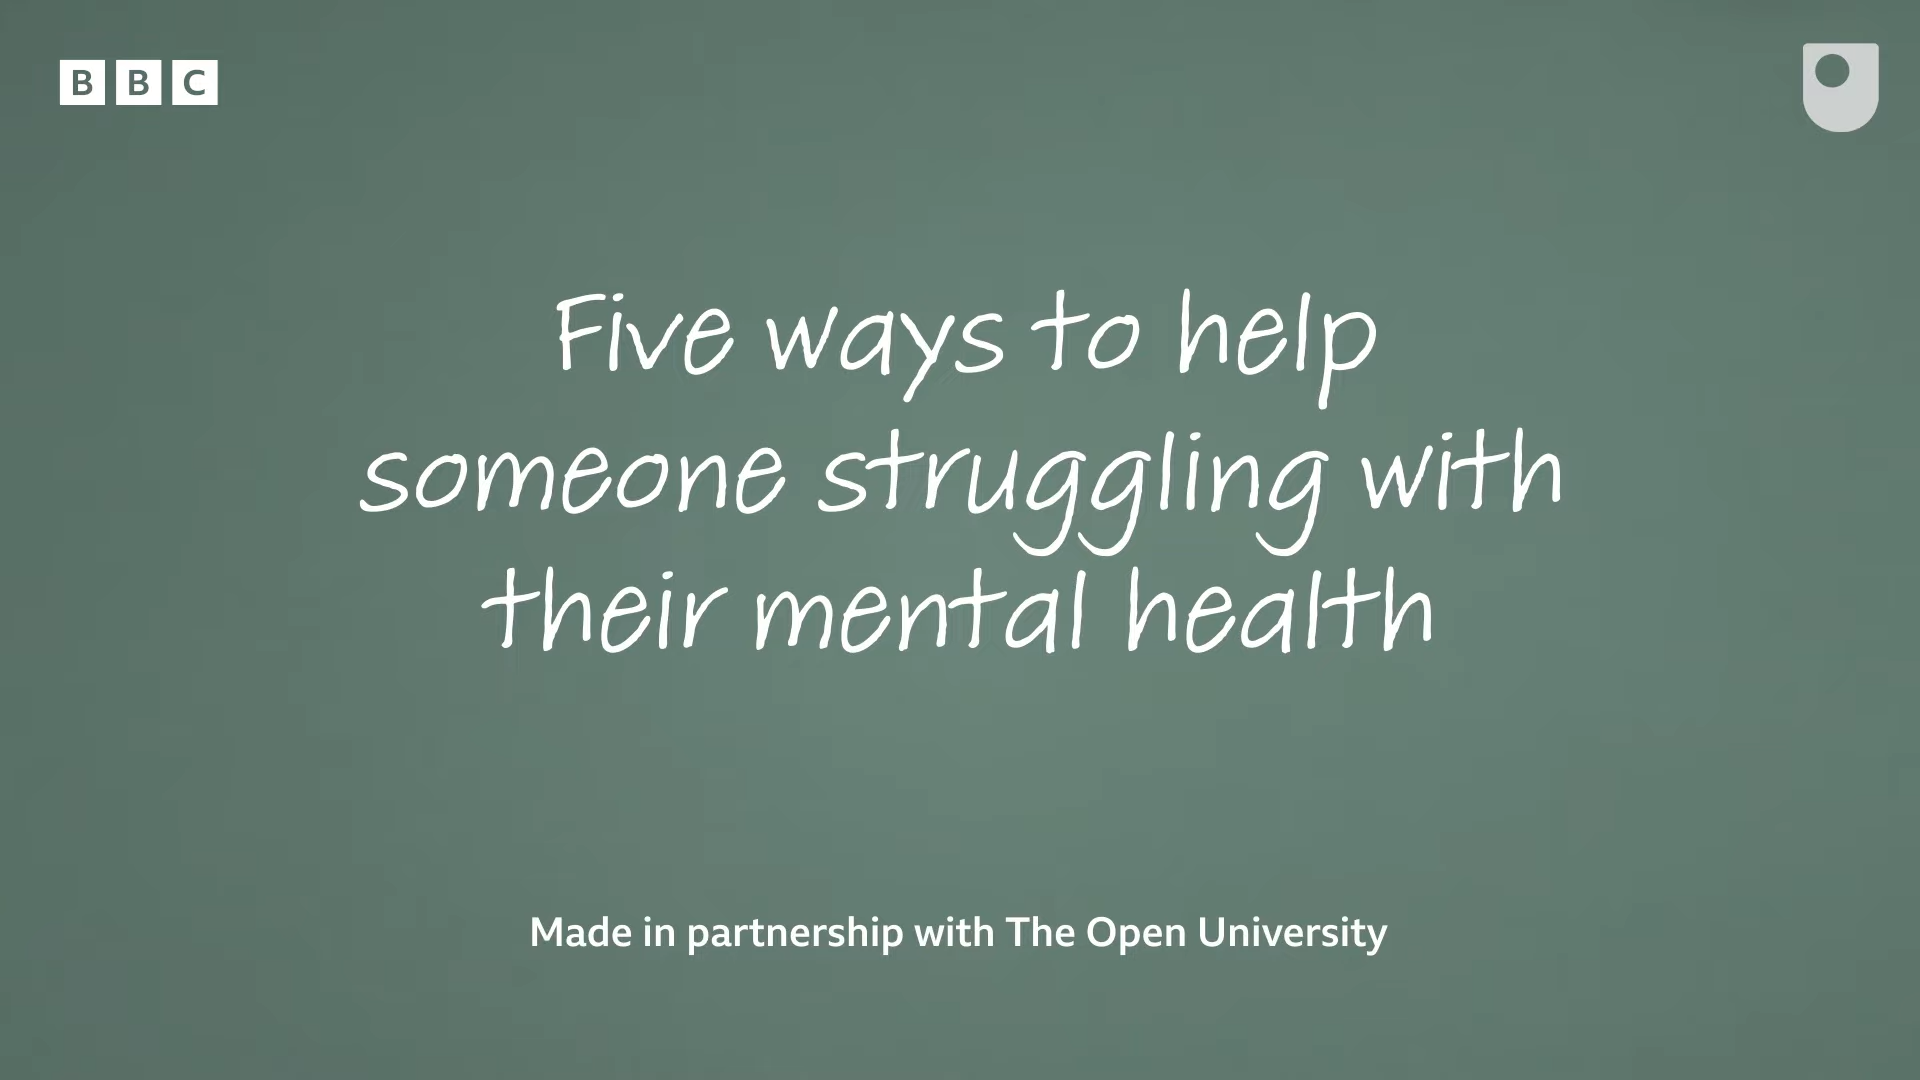 BBC
Five ways to help
someone struggling with
their mental health
Made in partnership with The Open University